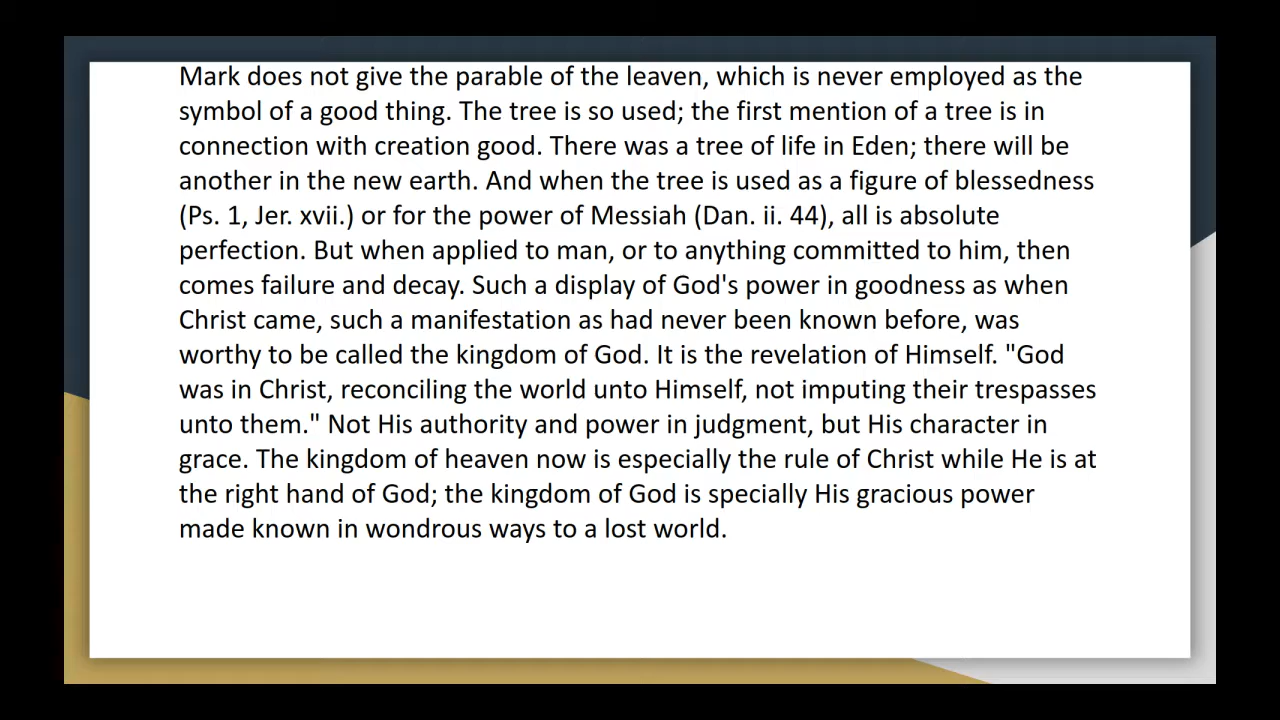 Mark does not give the parable of the leaven, which is never employed as the
symbol of a good thing. The tree is so used; the first mention of a tree is in
connection with creation good. There was a tree of life in Eden; there will be
another in the new earth. And when the tree is used as a figure of blessedness
(Ps. 1, Jer. xvii.) or for the power of Messiah (Dan. ii. 44), all is absolute
perfection. But when applied to man, or to anything committed to him, then
comes failure and decay. Such a display of God's power in goodness as when
Christ came, such a manifestation as had never been known before, was
worthy to be called the kingdom of God. It is the revelation of Himself. "God
was in Christ, reconciling the world unto Himself, not imputing their trespasses
unto them." Not His authority and power in judgment, but His character in
grace. The kingdom of heaven now is especially the rule of Christ while He is at
the right hand of God; the kingdom of God is specially His gracious power
made known in wondrous ways to a lost world.